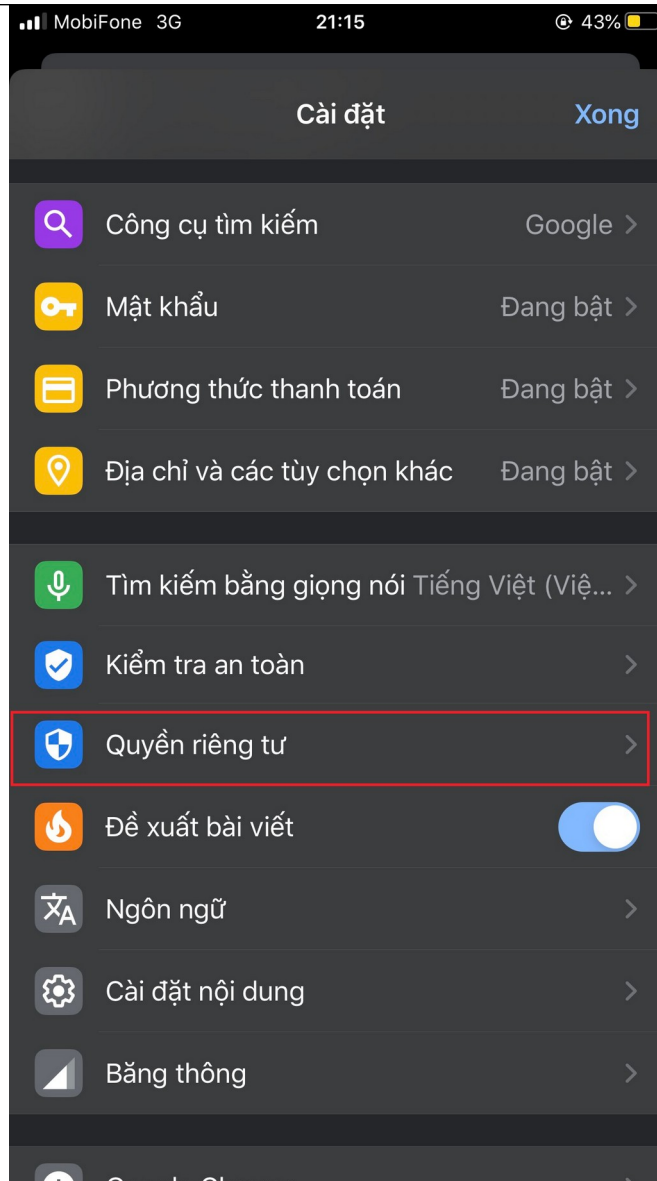 MobiFone 3G 21:15 43%
Cài đặt Xong
Công cụ tìm kiếm Google
Mật khẩu Đang bật
Phương thức thanh toán Đang bật
Địa chỉ và các tùy chọn khác Đang bật
Tìm kiếm bằng giọng nói Tiếng Việt (Việ...
Kiểm tra an toàn
Quyền riêng tư
Đề xuất bài viết
Ngôn ngữ
Cài đặt nội dung
Băng thông